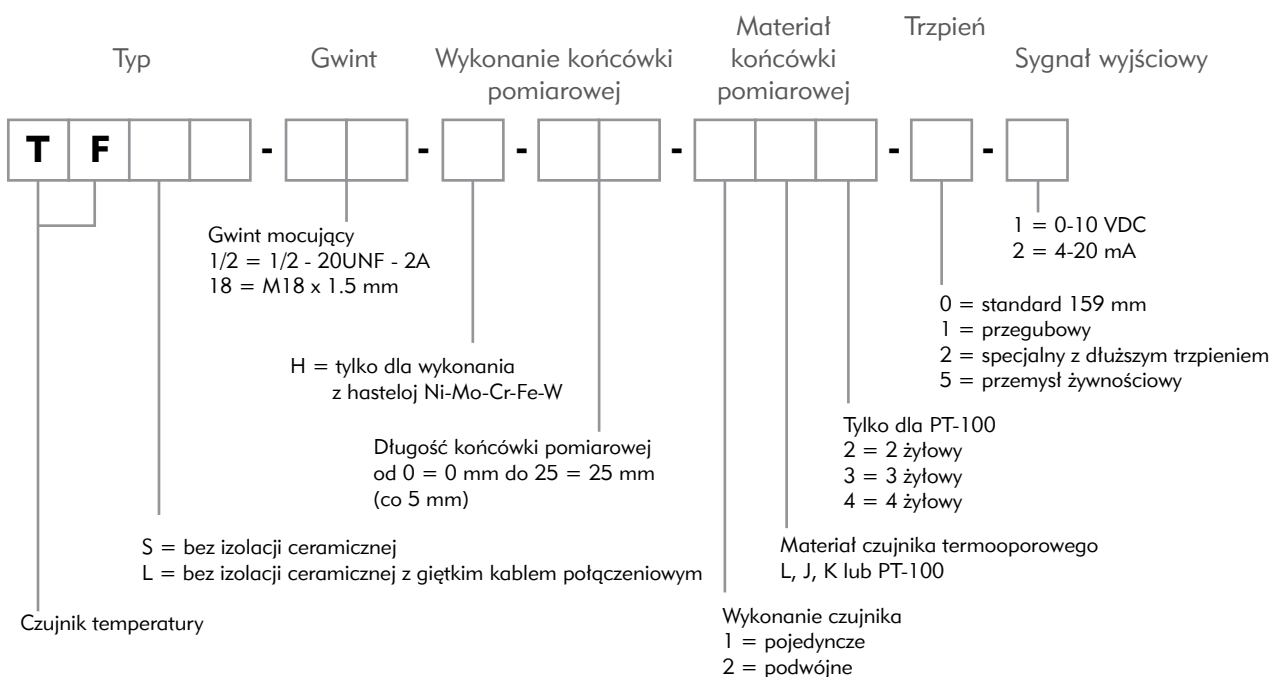 Typ
Gwint
Wykonanie końcówki
pomiarowej
Materiał
końcówki
pomiarowej
Trzpień
Sygnał wyjściowy
T F - - - - - -
Gwint mocujący
1/2 = 1/2 - 20UNF - 2A
18 = M18 x 1.5 mm
1 = 0-10 VDC
2 = 4-20 mA
0 = standard 159 mm
1 = przegubowy
2 = specjalny z dłuższym trzpieniem
5 = przemysł żywnościowy
H = tylko dla wykonania
z hasteloj Ni-Mo-Cr-Fe-W
Tylko dla PT-100
2 = 2 żyłowy
3 = 3 żyłowy
4 = 4 żyłowy
Długość końcówki pomiarowej
od 0 = 0 mm do 25 = 25 mm
(co 5 mm)
S = bez izolacji ceramicznej
L = bez izolacji ceramicznej z giętkim kablem połączeniowym
Materiał czujnika termooporowego
L, J, K lub PT-100
Czujnik temperatury
Wykonanie czujnika
1 = pojedyncze
2 = podwójne